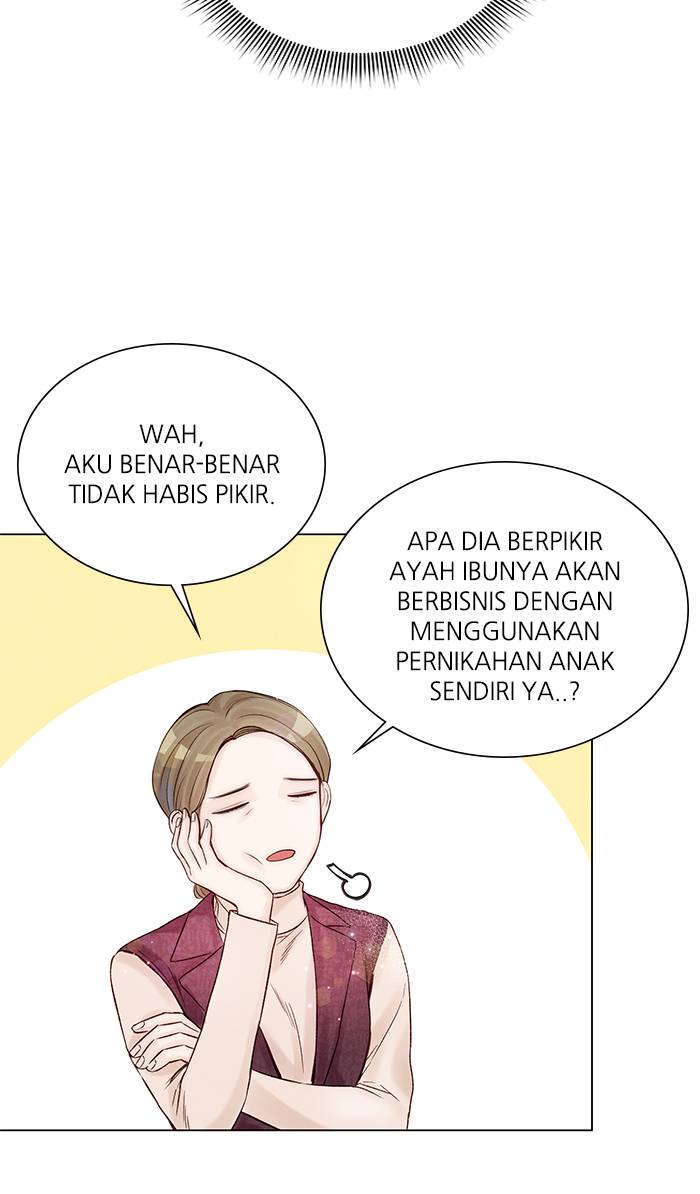 WAH,
AKU BENAR-BENAR
TIDAK HABIS PIKIR.
APA DIA BERPIKIR
AYAH IBUNYA AKAN
BERBISNIS DENGAN
MENGGUNAKAN
PERNIKAHAN ANAK
SENDIRI YA..?